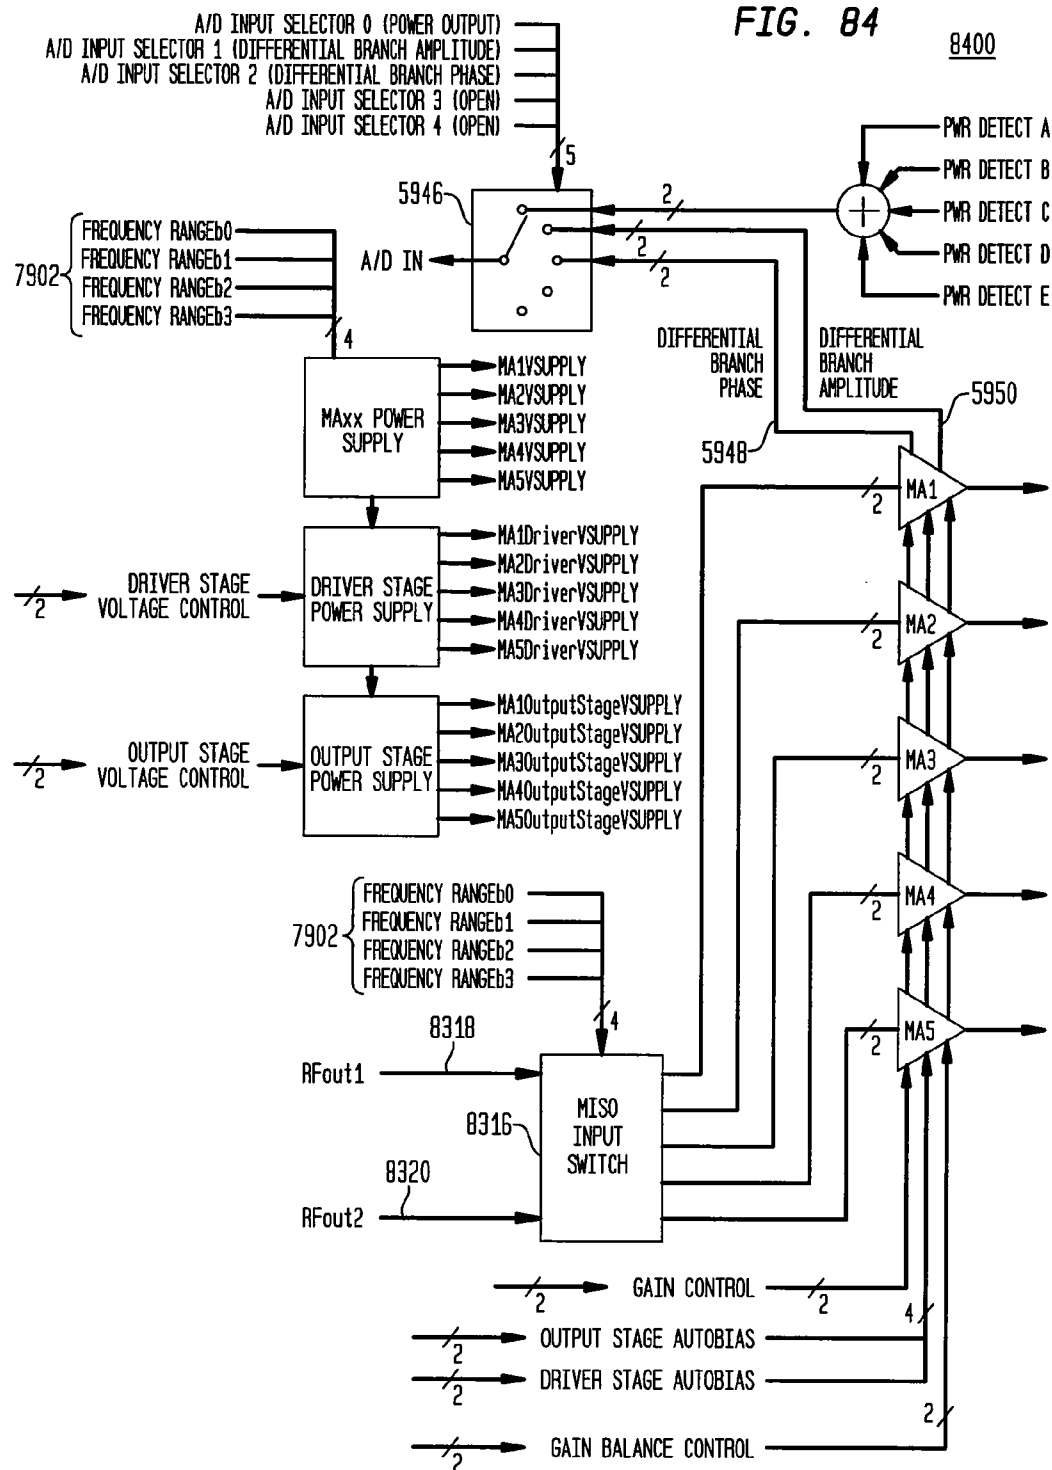 FIG. 84
8400
A/D INPUT SELECTOR 0 (POWER OUTPUT)
A/D INPUT SELECTOR 1 (DIFFERENTIAL BRANCH AMPLITUDE)
A/D INPUT SELECTOR 2 (DIFFERENTIAL BRANCH PHASE)
A/D INPUT SELECTOR 3 (OPEN)
A/D INPUT SELECTOR 4 (OPEN)
5
5946
A/D IN
2
2
2
PWR DETECT A
PWR DETECT B
PWR DETECT C
PWR DETECT D
PWR DETECT E
7902
FREQUENCY RANGEb0
FREQUENCY RANGEb1
FREQUENCY RANGEb2
FREQUENCY RANGEb3
4
DIFFERENTIAL
BRANCH
PHASE
DIFFERENTIAL
BRANCH
AMPLITUDE
5948
5950
MAxx POWER
SUPPLY
MA1VSUPPLY
MA2VSUPPLY
MA3VSUPPLY
MA4VSUPPLY
MA5VSUPPLY
2
DRIVER STAGE
VOLTAGE CONTROL
DRIVER STAGE
POWER SUPPLY
MA1DriverVSUPPLY
MA2DriverVSUPPLY
MA3DriverVSUPPLY
MA4DriverVSUPPLY
MA5DriverVSUPPLY
2
OUTPUT STAGE
VOLTAGE CONTROL
OUTPUT STAGE
POWER SUPPLY
MA1OutputStageVSUPPLY
MA2OutputStageVSUPPLY
MA3OutputStageVSUPPLY
MA4OutputStageVSUPPLY
MA5OutputStageVSUPPLY
2
MA1
2
MA2
2
MA3
2
MA4
2
MA5
7902
FREQUENCY RANGEb0
FREQUENCY RANGEb1
FREQUENCY RANGEb2
FREQUENCY RANGEb3
4
RFout1
8318
8316
MISO
INPUT
SWITCH
RFout2
8320
2
GAIN CONTROL
2
2
OUTPUT STAGE AUTOBIAS
4
2
DRIVER STAGE AUTOBIAS
2
GAIN BALANCE CONTROL
2